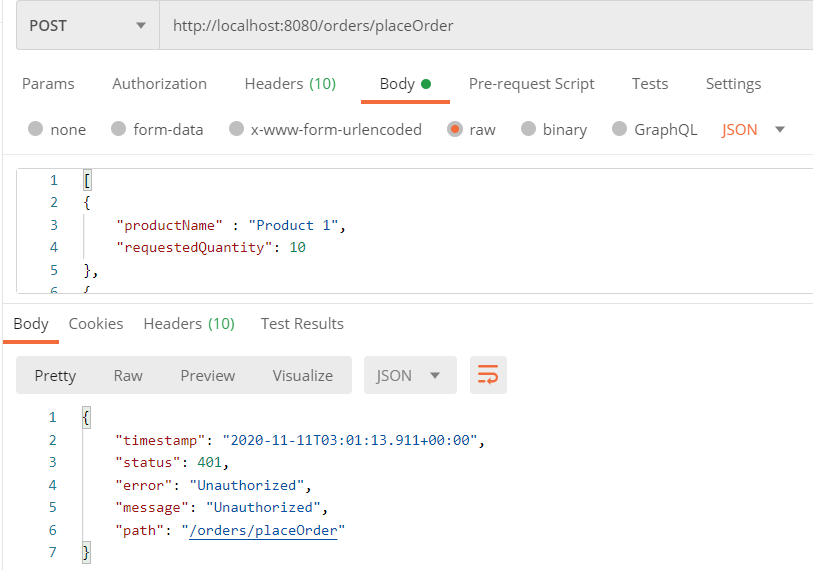 POST http://localhost:8080/orders/placeOrder
Params Authorization Headers (10) Body Pre-request Script Tests Settings
none form-data x-www-form-urlencoded raw binary GraphQL JSON
1 [
2 {
3 "productName" : "Product 1",
4 "requestedQuantity": 10
5 },
6 {
Body Cookies Headers (10) Test Results
Pretty Raw Preview Visualize JSON
1 {
2 "timestamp": "2020-11-11T03:01:13.911+00:00",
3 "status": 401,
4 "error": "Unauthorized",
5 "message": "Unauthorized",
6 "path": "/orders/placeOrder"
7 }